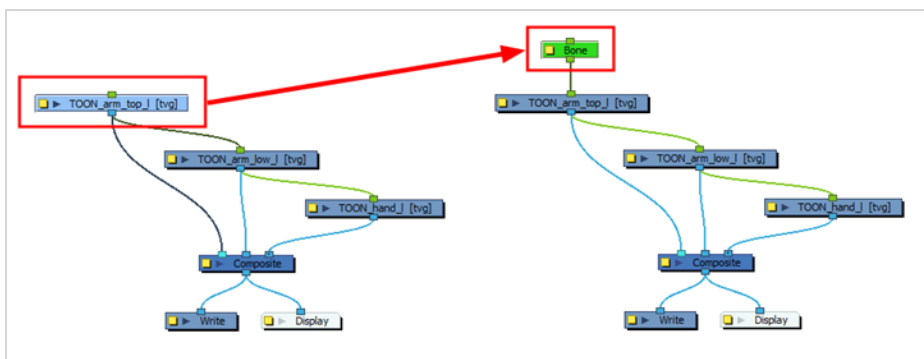 Bone
TOON_arm_top_l [tvg]
TOON_arm_top_l [tvg]
TOON_arm_low_l [tvg]
TOON_arm_low_l [tvg]
TOON_hand_l [tvg]
TOON_hand_l [tvg]
Composite
Composite
Write
Display
Write
Display